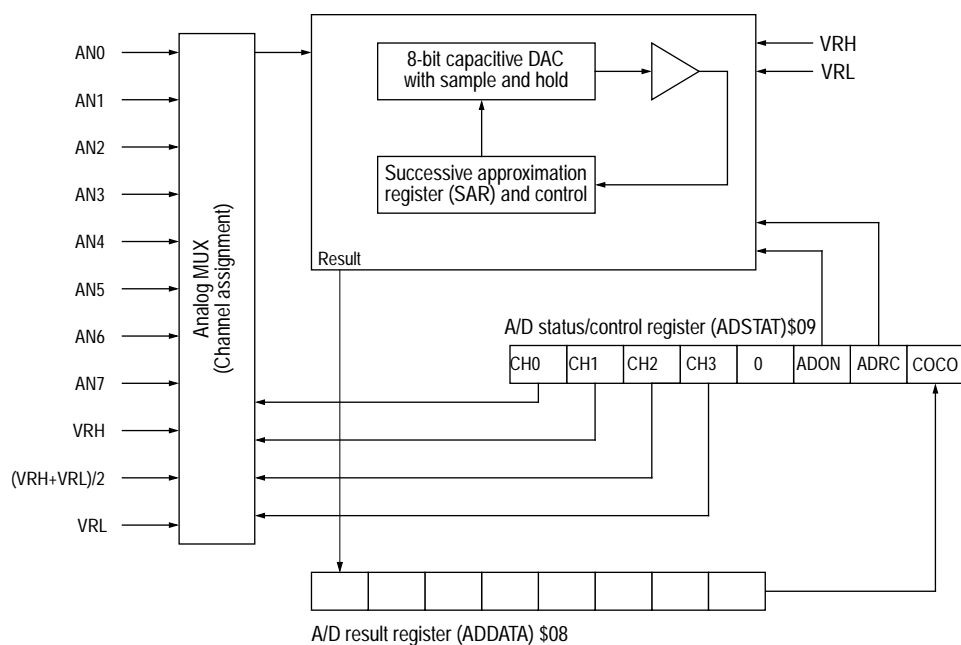 AN0
AN1
AN2
AN3
AN4
AN5
AN6
AN7
VRH
(VRH+VRL)/2
VRL
Analog MUX
(Channel assignment)
8-bit capacitive DAC
with sample and hold
Successive approximation
register (SAR) and control
Result
VRH
VRL
A/D status/control register (ADSTAT)$09
CH0 CH1 CH2 CH3 0 ADON ADRC COCO
A/D result register (ADDATA) $08